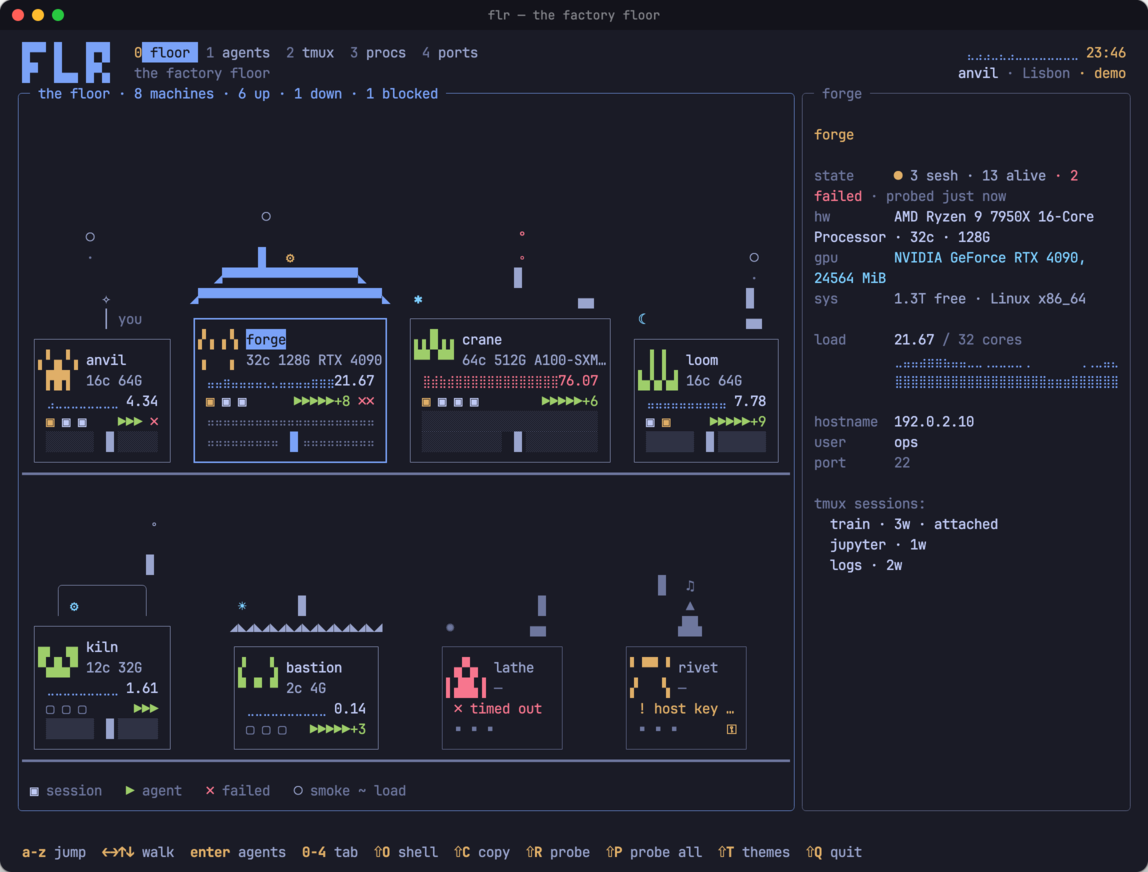 flr — the factory floor
FLR
0 floor 1 agents 2 tmux 3 procs 4 ports
23:46
the factory floor
anvil · Lisbon · demo
the floor · 8 machines · 6 up · 1 down · 1 blocked
you
anvil
16c 64G
4.34
forge
32c 128G RTX 4090
21.67
+8
crane
64c 512G A100-SXM…
76.07
+6
loom
16c 64G
7.78
+9
kiln
12c 32G
1.61
bastion
2c 4G
0.14
+3
lathe
—
× timed out
rivet
—
! host key …
▣ session ▶ agent × failed ○ smoke ~ load
forge
forge
state ● 3 sesh · 13 alive · 2
failed · probed just now
hw AMD Ryzen 9 7950X 16-Core
Processor · 32c · 128G
gpu NVIDIA GeForce RTX 4090,
24564 MiB
sys 1.3T free · Linux x86_64
load 21.67 / 32 cores
hostname 192.0.2.10
user ops
port 22
tmux sessions:
train · 3w · attached
jupyter · 1w
logs · 2w
a-z jump ↔↑↓ walk enter agents 0-4 tab ⇧O shell ⇧C copy ⇧R probe ⇧P probe all ⇧T themes ⇧Q quit